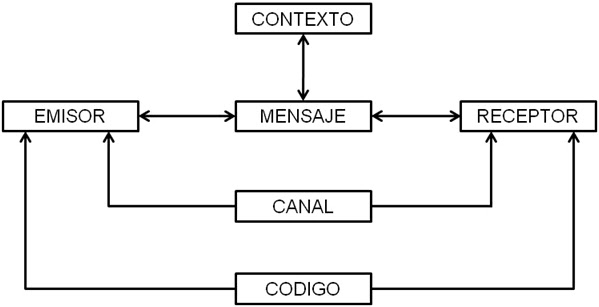 CONTEXTO
EMISOR
MENSAJE
RECEPTOR
CANAL
CODIGO